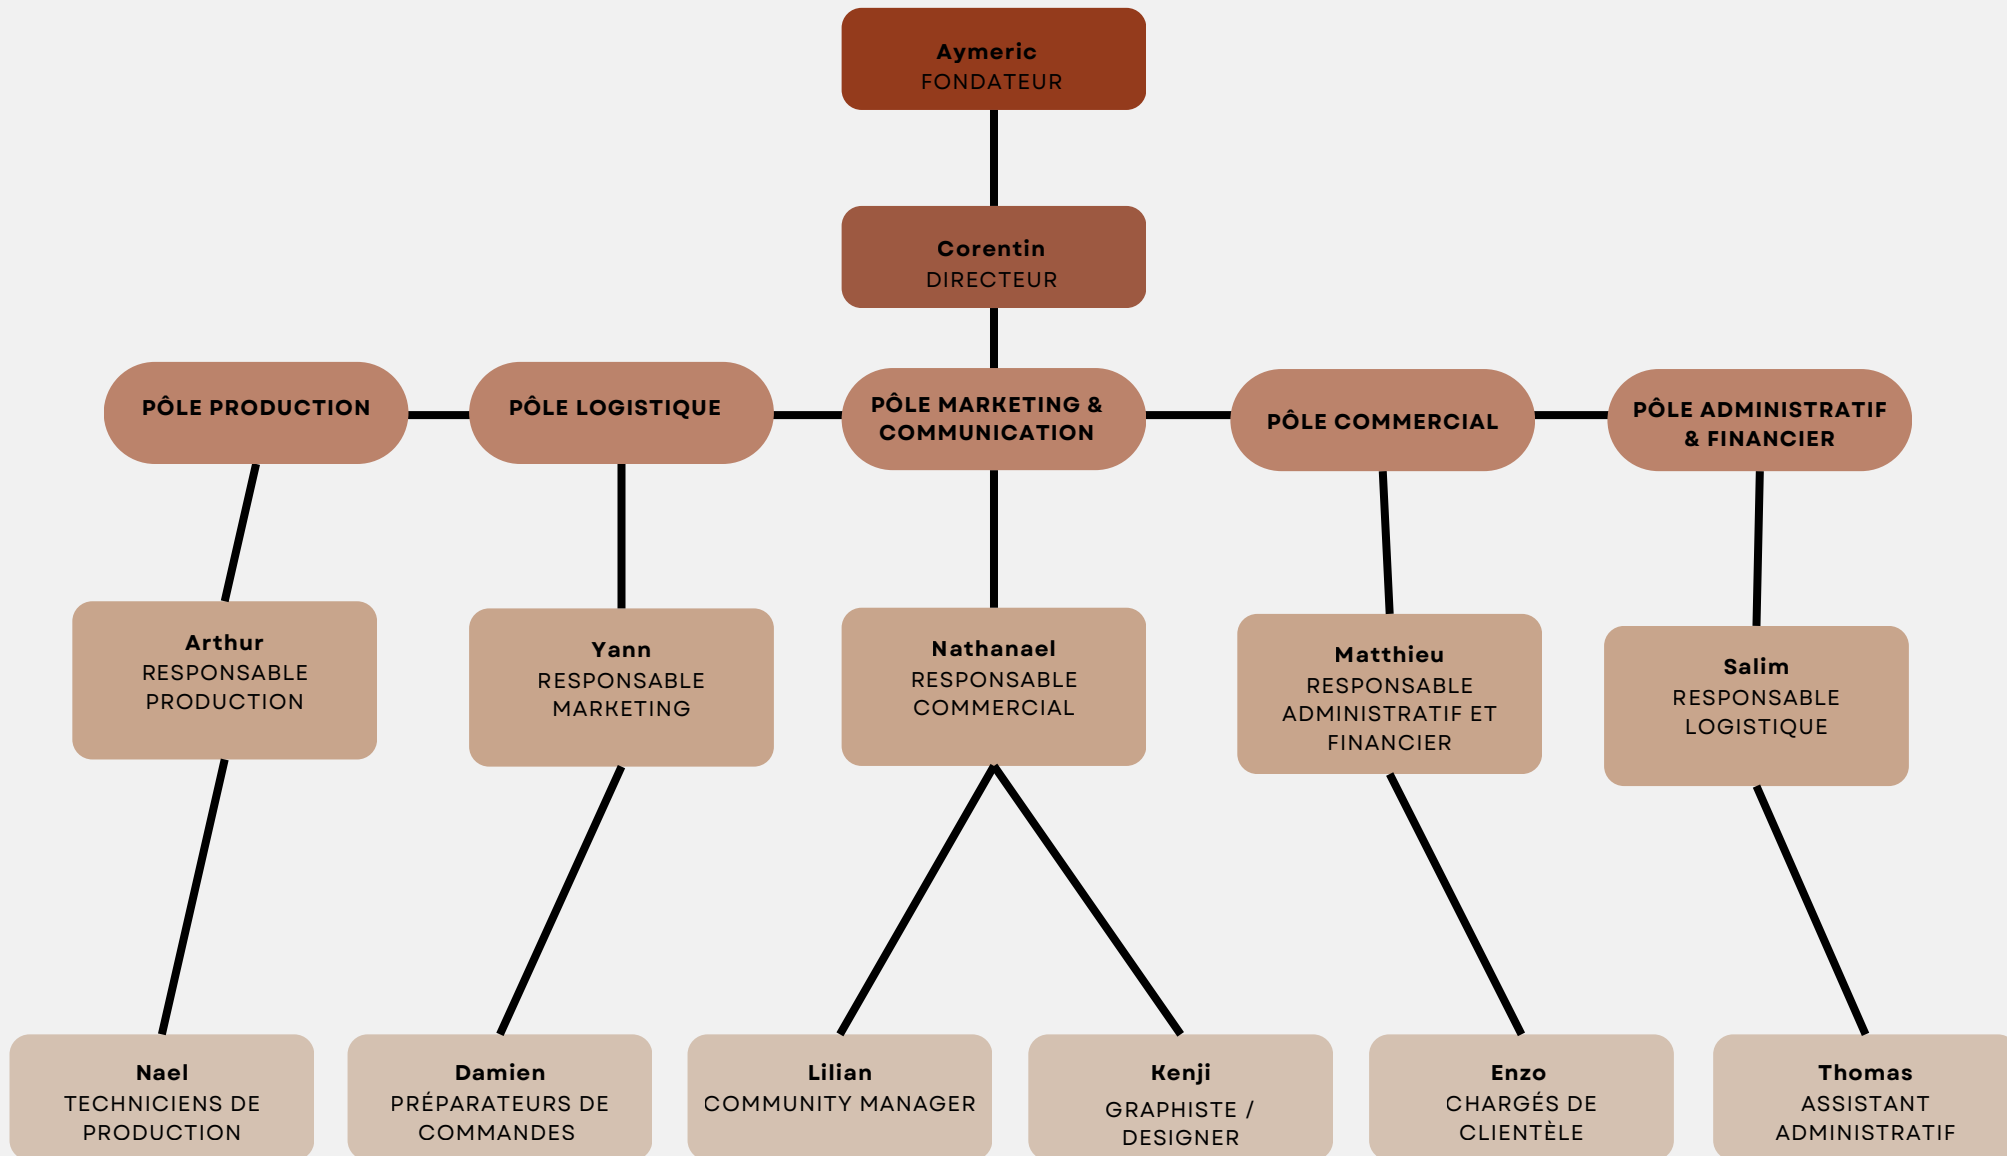 Aymeric
FONDATEUR
Corentin
DIRECTEUR
PÔLE PRODUCTION
PÔLE LOGISTIQUE
PÔLE MARKETING &
COMMUNICATION
PÔLE COMMERCIAL
PÔLE ADMINISTRATIF
& FINANCIER
Arthur
RESPONSABLE
PRODUCTION
Yann
RESPONSABLE
MARKETING
Nathanael
RESPONSABLE
COMMERCIAL
Matthieu
RESPONSABLE
ADMINISTRATIF ET
FINANCIER
Salim
RESPONSABLE
LOGISTIQUE
Nael
TECHNICIENS DE
PRODUCTION
Damien
PRÉPARATEURS DE
COMMANDES
Lilian
COMMUNITY MANAGER
Kenji
GRAPHISTE /
DESIGNER
Enzo
CHARGÉS DE
CLIENTÈLE
Thomas
ASSISTANT
ADMINISTRATIF